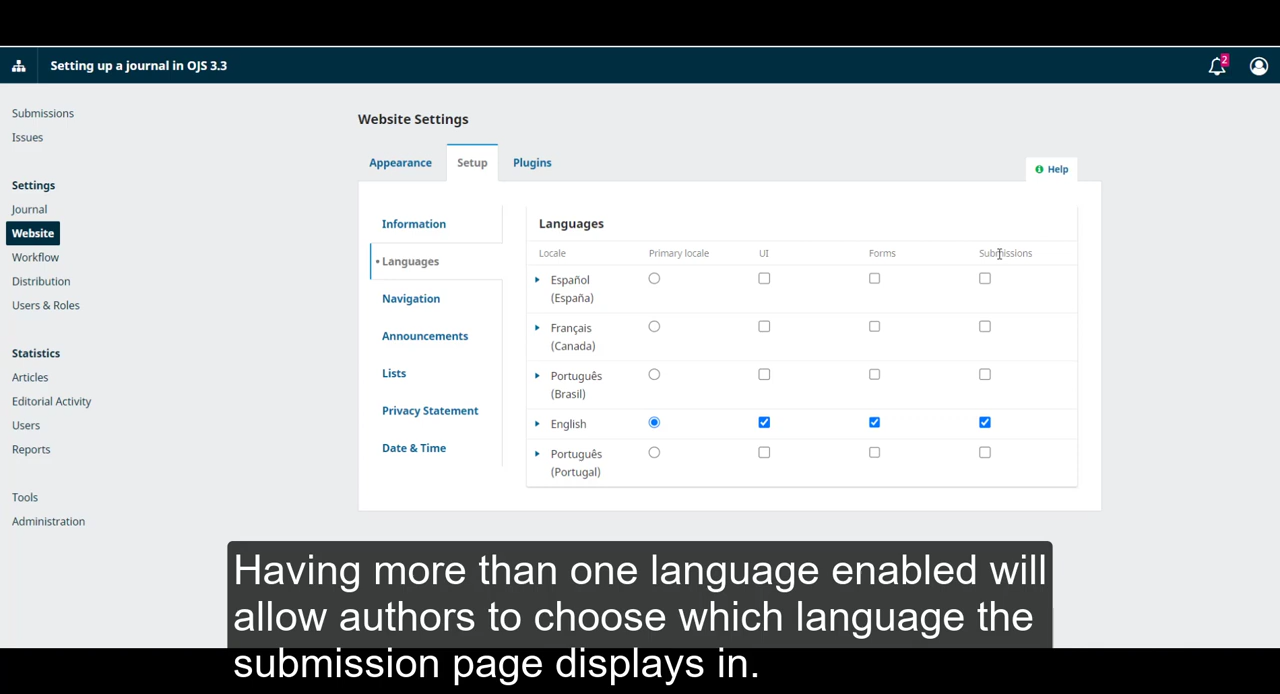 Setting up a journal in OJS 3.3
2
Submissions
Issues
Settings
Journal
Website
Workflow
Distribution
Users & Roles
Statistics
Articles
Editorial Activity
Users
Reports
Tools
Administration
Website Settings
Appearance
Setup
Plugins
Help
Information
• Languages
Navigation
Announcements
Lists
Privacy Statement
Date & Time
Languages
Locale Primary locale UI Forms Submissions
Español
(España)
Français
(Canada)
Português
(Brasil)
English
Português
(Portugal)
Having more than one language enabled will
allow authors to choose which language the
submission page displays in.